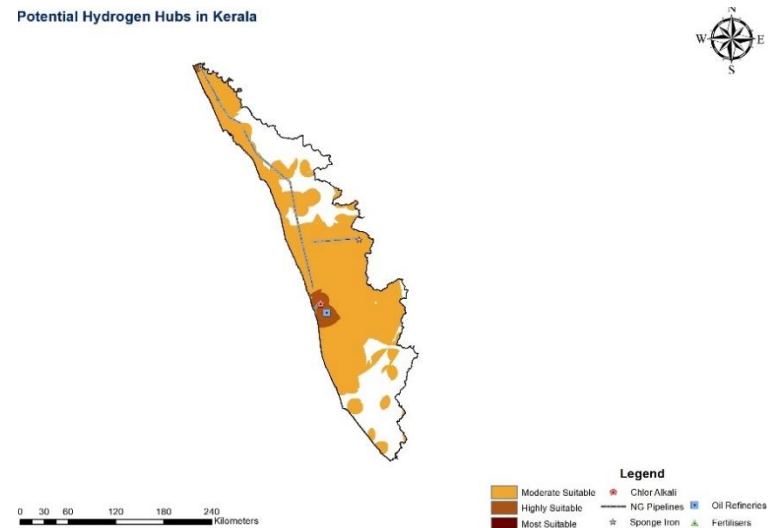 Potential Hydrogen Hubs in Kerala
N
W E
S
Legend
Moderate Suitable
Highly Suitable
Most Suitable
Chlor Alkali
NG Pipelines
Sponge Iron
Oil Refineries
Fertilisers
0 30 60 120 180 240
Kilometers